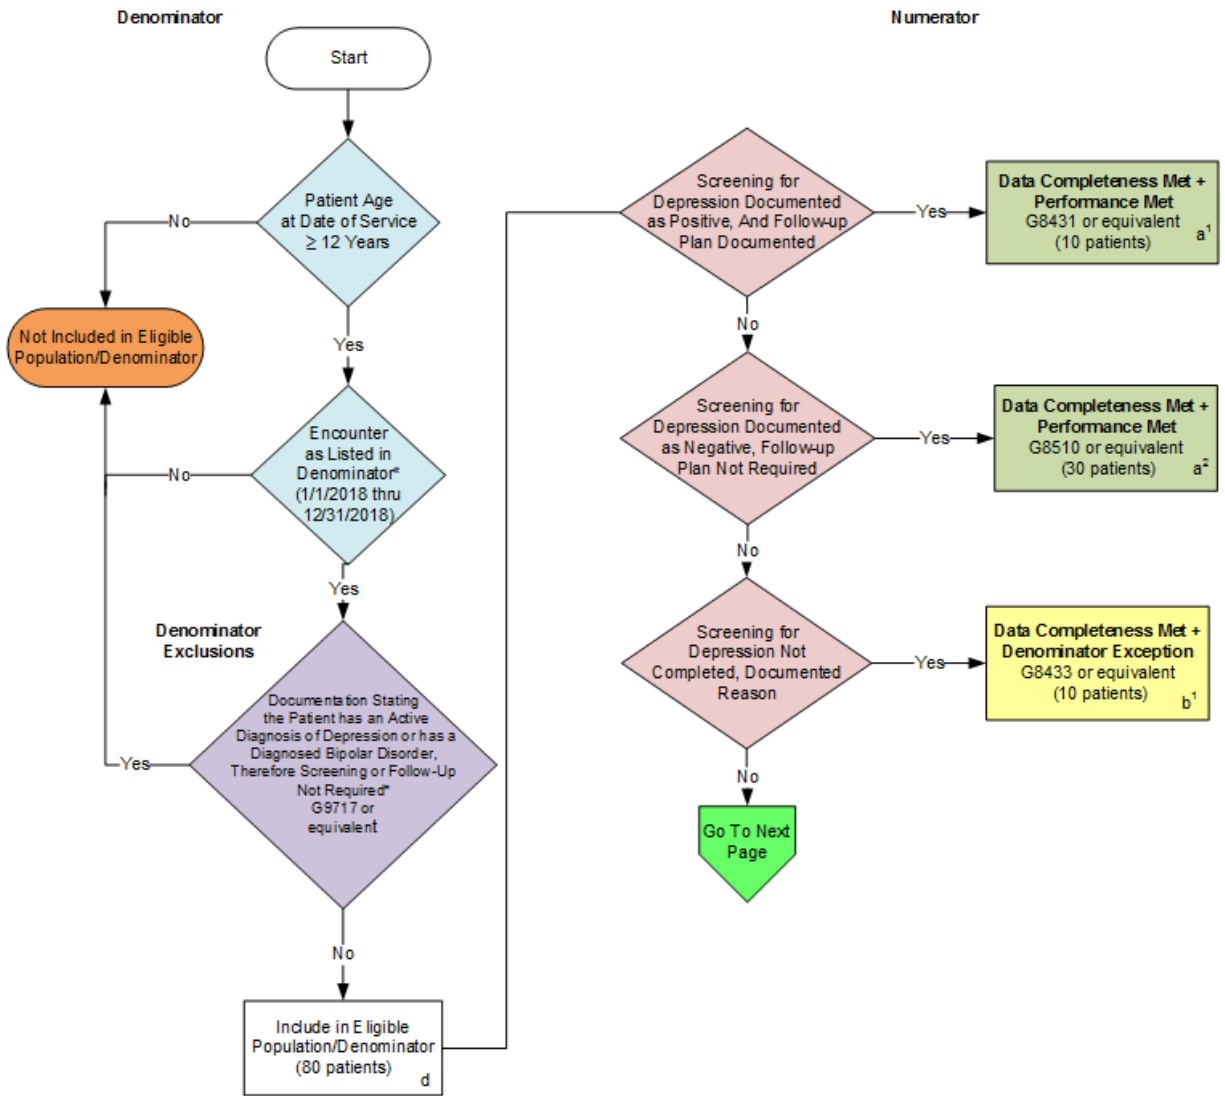 Denominator
Numerator
Start
Patient Age
at Date of Service
≥ 12 Years
No
Yes
Not Included in Eligible
Population/Denominator
Encounter
as Listed in
Denominator*
(1/1/2018 thru
12/31/2018)
No
Yes
Denominator
Exclusions
Documentation Stating
the Patient has an Active
Diagnosis of Depression or has a
Diagnosed Bipolar Disorder,
Therefore Screening or Follow-Up
Not Required*
G9717 or
equivalent
Yes
No
Include in Eligible
Population/Denominator
(80 patients)
d
Screening for
Depression Documented
as Positive, And Follow-up
Plan Documented
Yes
Data Completeness Met +
Performance Met
G8431 or equivalent
(10 patients)
a¹
No
Screening for
Depression Documented
as Negative, Follow-up
Plan Not Required
Yes
Data Completeness Met +
Performance Met
G8510 or equivalent
(30 patients)
a²
No
Screening for
Depression Not
Completed, Documented
Reason
Yes
Data Completeness Met +
Denominator Exception
G8433 or equivalent
(10 patients)
b¹
No
Go To Next
Page